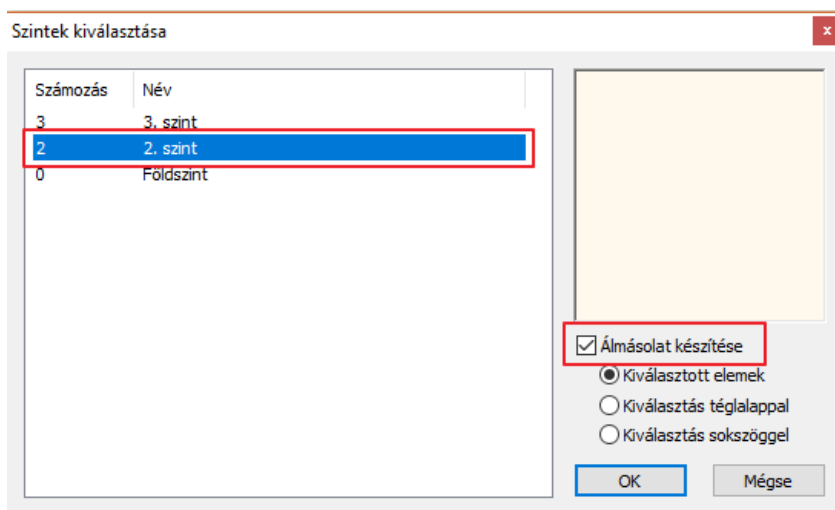 Szintek kiválasztása
x
Számozás Név
3 3. szint
2 2. szint
0 Földszint
Álmásolat készítése
Kiválasztott elemek
Kiválasztás téglalappal
Kiválasztás sokszöggel
OK Mégse